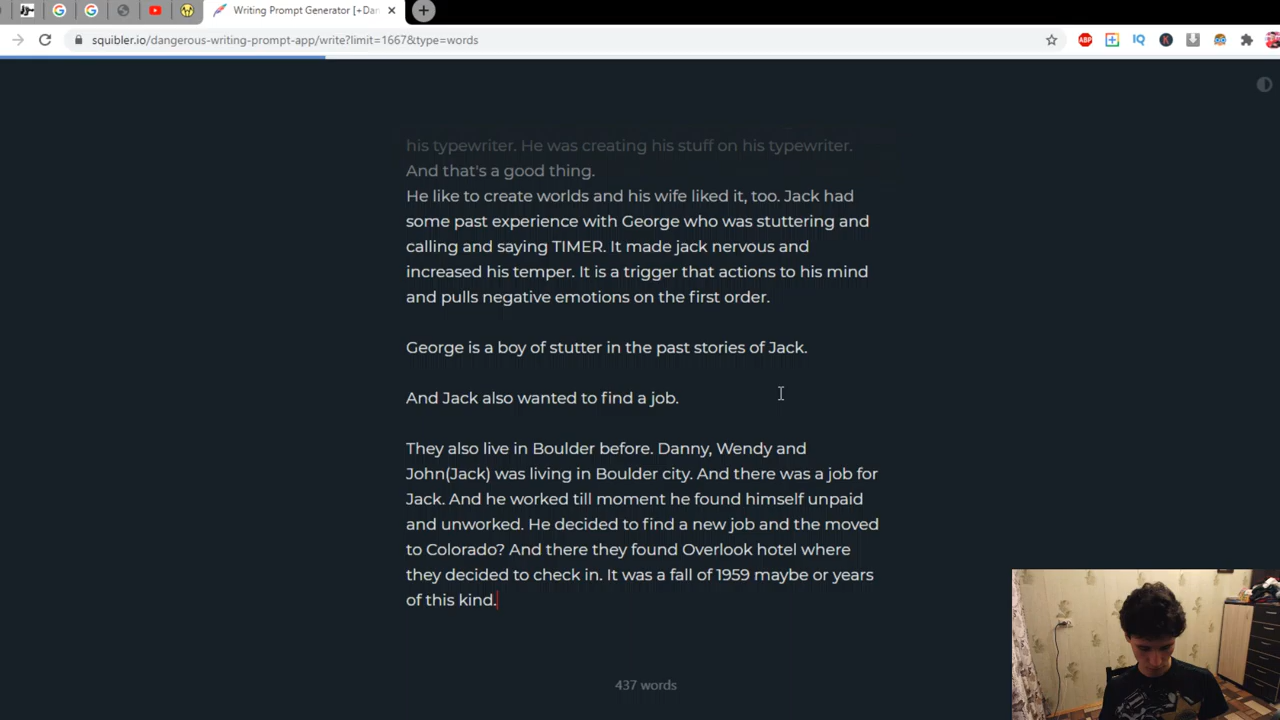 Writing Prompt Generator [+Dan
squibler.io/dangerous-writing-prompt-app/write?limit=1667&type=words
ABP
IQ
K
his typewriter. He was creating his stuff on his typewriter.
And that's a good thing.
He like to create worlds and his wife liked it, too. Jack had
some past experience with George who was stuttering and
calling and saying TIMER. It made jack nervous and
increased his temper. It is a trigger that actions to his mind
and pulls negative emotions on the first order.
George is a boy of stutter in the past stories of Jack.
And Jack also wanted to find a job.
They also live in Boulder before. Danny, Wendy and
John(Jack) was living in Boulder city. And there was a job for
Jack. And he worked till moment he found himself unpaid
and unworked. He decided to find a new job and the moved
to Colorado? And there they found Overlook hotel where
they decided to check in. It was a fall of 1959 maybe or years
of this kind.
437 words